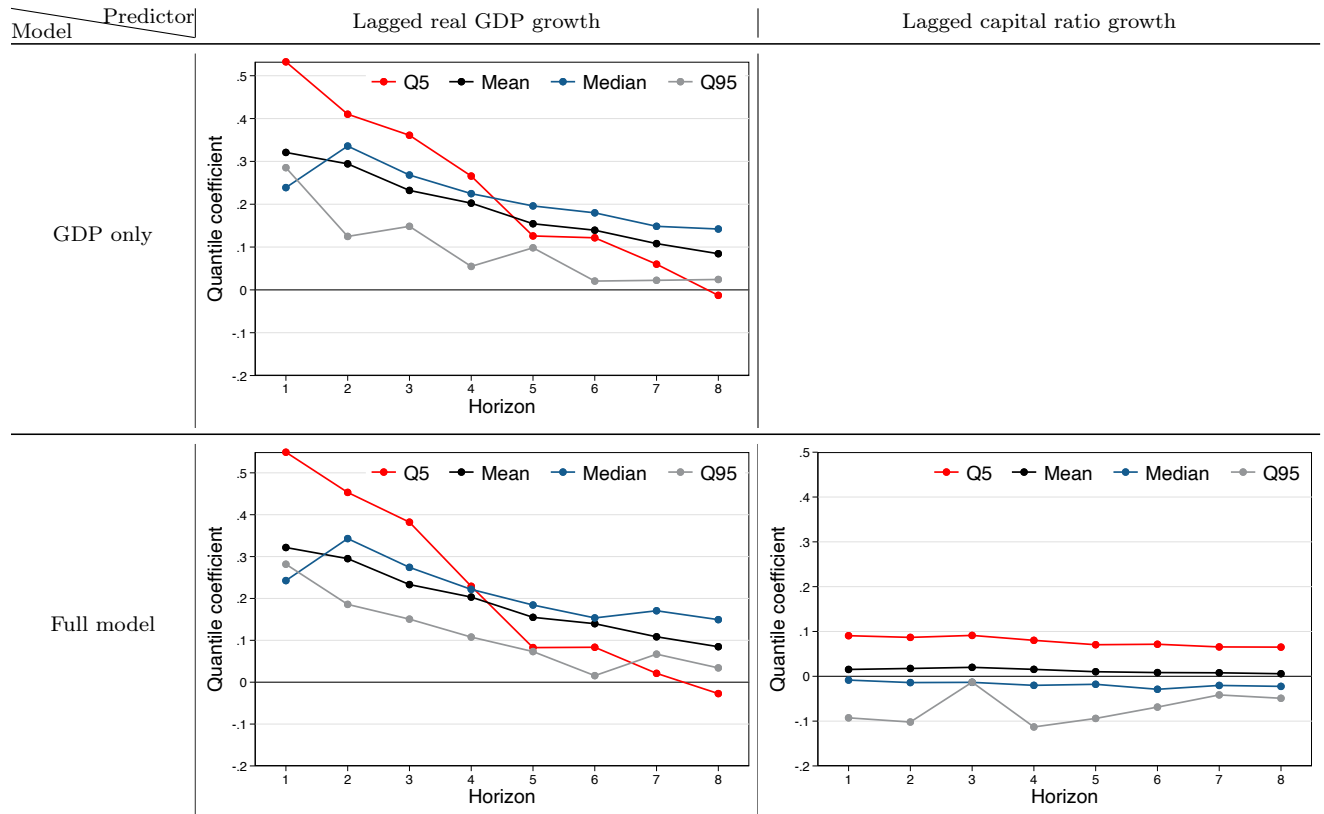 Predictor
Model
Lagged real GDP growth
Lagged capital ratio growth
GDP only
Q5 Mean Median Q95
Quantile coefficient
.5
.4
.3
.2
.1
0
-.1
-.2
1 2 3 4 5 6 7 8
Horizon
Full model
Q5 Mean Median Q95
Quantile coefficient
.5
.4
.3
.2
.1
0
-.1
-.2
1 2 3 4 5 6 7 8
Horizon
Q5 Mean Median Q95
Quantile coefficient
.5
.4
.3
.2
.1
0
-.1
-.2
1 2 3 4 5 6 7 8
Horizon